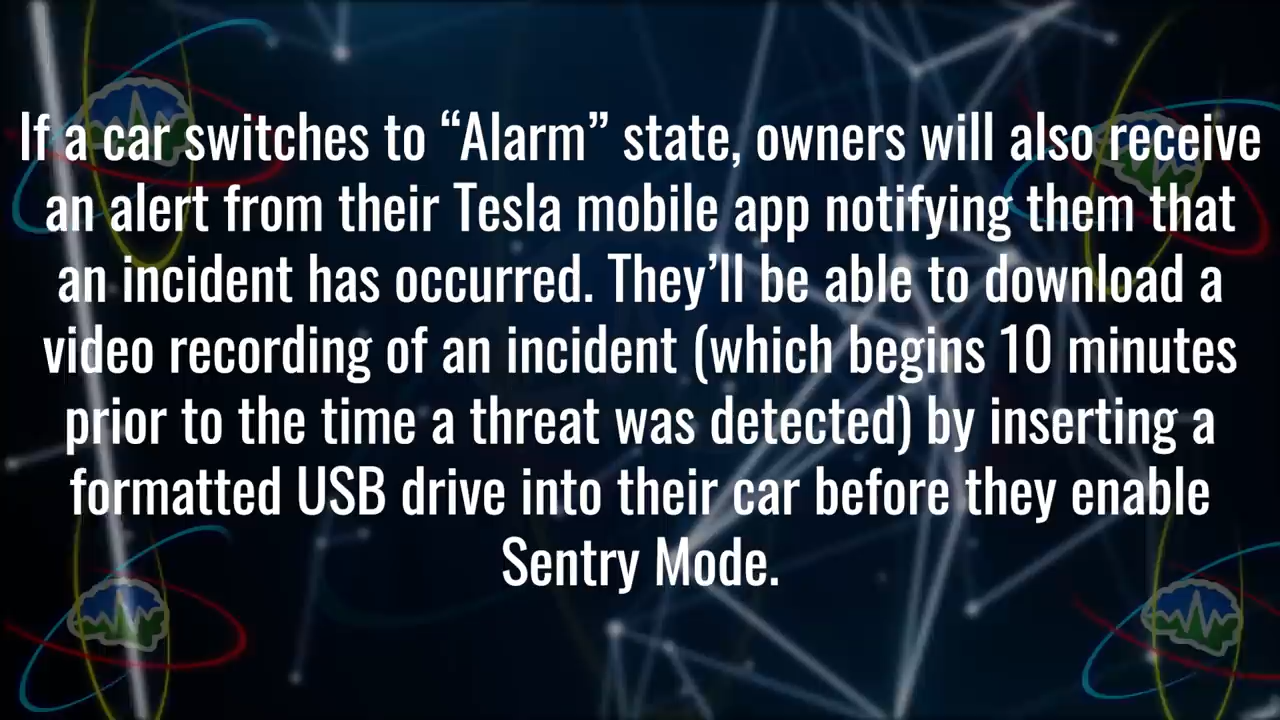 If a car switches to “Alarm” state, owners will also receive
an alert from their Tesla mobile app notifying them that
an incident has occurred. They’ll be able to download a
video recording of an incident (which begins 10 minutes
prior to the time a threat was detected) by inserting a
formatted USB drive into their car before they enable
Sentry Mode.